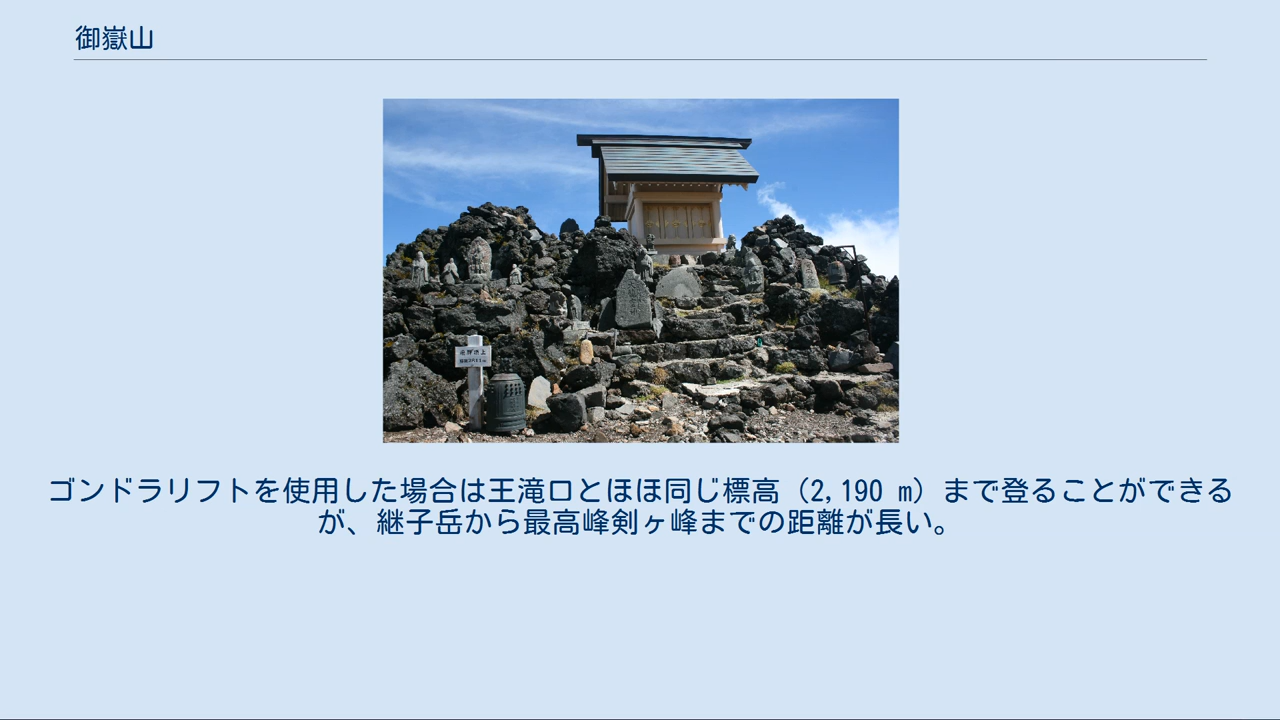 御嶽山
ゴンドラリフトを使用した場合は王滝口とほほ同じ標高（2,190 m）まで登ることができる
が、継子岳から最高峰剣ヶ峰までの距離が長い。